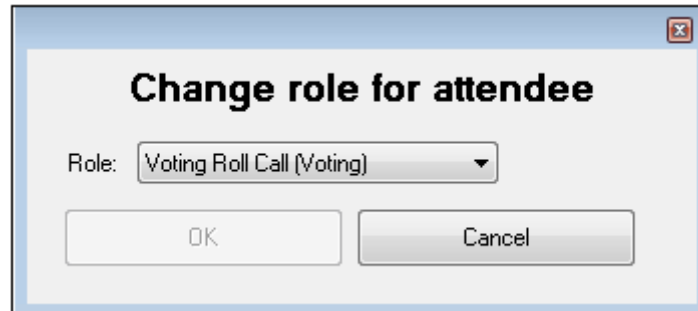 Change role for attendee
Role: Voting Roll Call (Voting)
OK Cancel